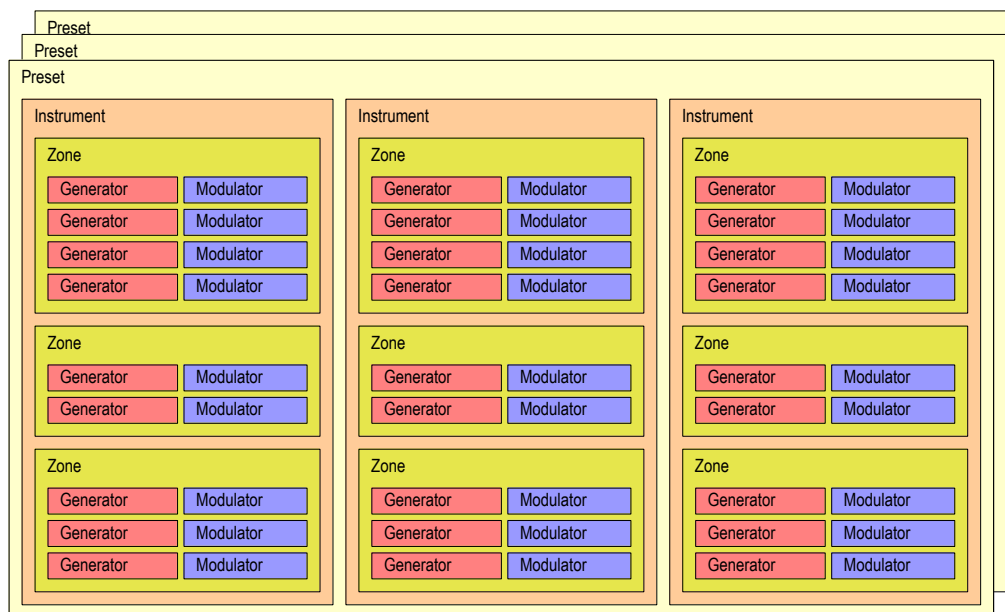 Preset
Preset
Preset
Instrument Instrument Instrument
Zone Zone Zone
Generator Modulator Generator Modulator Generator Modulator
Generator Modulator Generator Modulator Generator Modulator
Generator Modulator Generator Modulator Generator Modulator
Generator Modulator Generator Modulator Generator Modulator
Zone Zone Zone
Generator Modulator Generator Modulator Generator Modulator
Generator Modulator Generator Modulator Generator Modulator
Zone Zone Zone
Generator Modulator Generator Modulator Generator Modulator
Generator Modulator Generator Modulator Generator Modulator
Generator Modulator Generator Modulator Generator Modulator